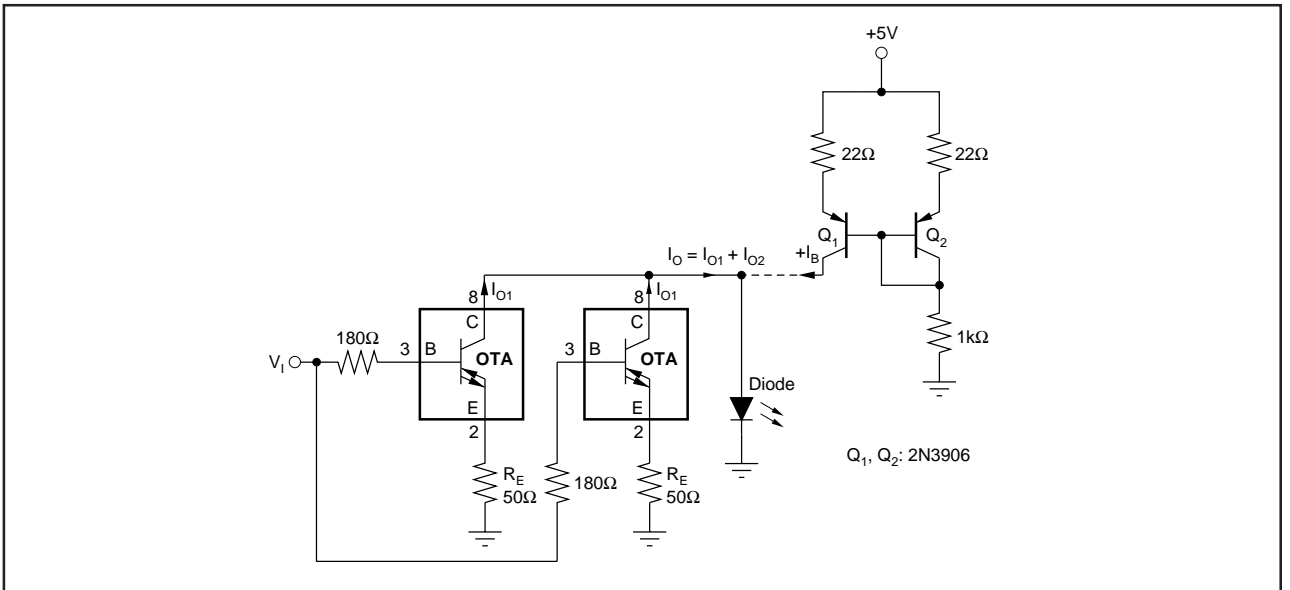 +5V
22Ω
22Ω
Q1
Q2
+IB
IO = IO1 + IO2
8
IO1
8
IO1
C
C
180Ω
1kΩ
VI
3
B
OTA
3
B
OTA
Diode
E
E
2
2
Q1, Q2: 2N3906
RE
50Ω
180Ω
RE
50Ω